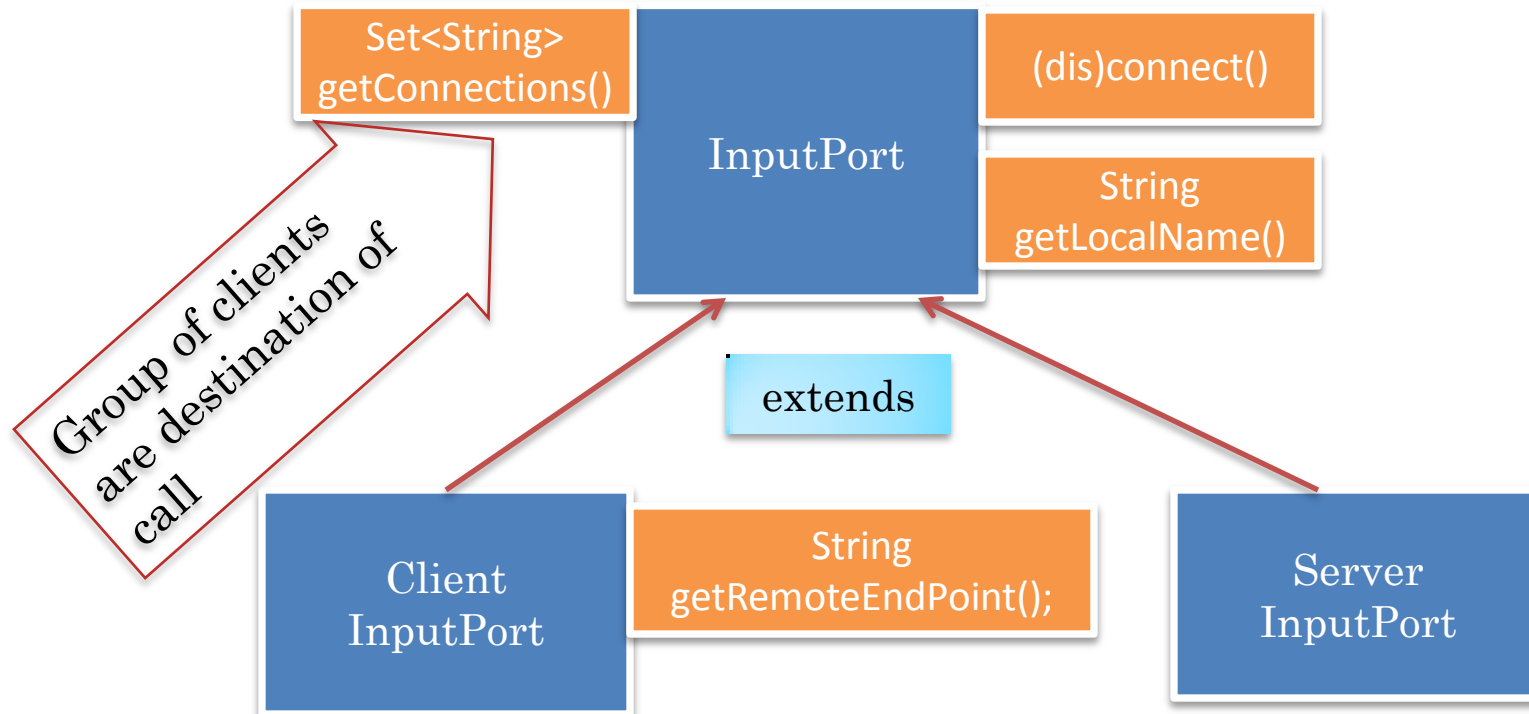 Set<String>
getConnections()
InputPort
(dis)connect()
String
getLocalName()
Group of clients
are destination of
call
extends
Client
InputPort
String
getRemoteEndPoint();
Server
InputPort